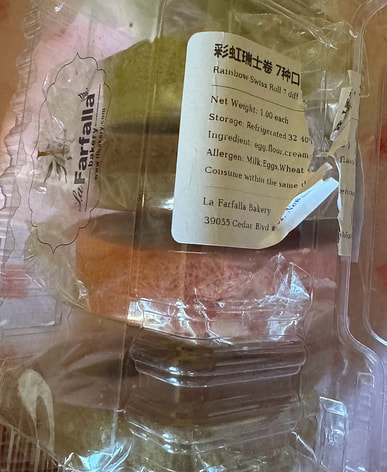 彩虹瑞士卷 7种口
Rainbow Swiss Roll 7 diff
Net Weight: 1.00 each
Storage: Refrigerated 32 40°
Ingredient: egg,flour,cream
Allergen: Milk,Eggs,Wheat
Consume within the same d
La Farfalla Bakery
39055 Cedar Blvd #
La Farfalla
bakery